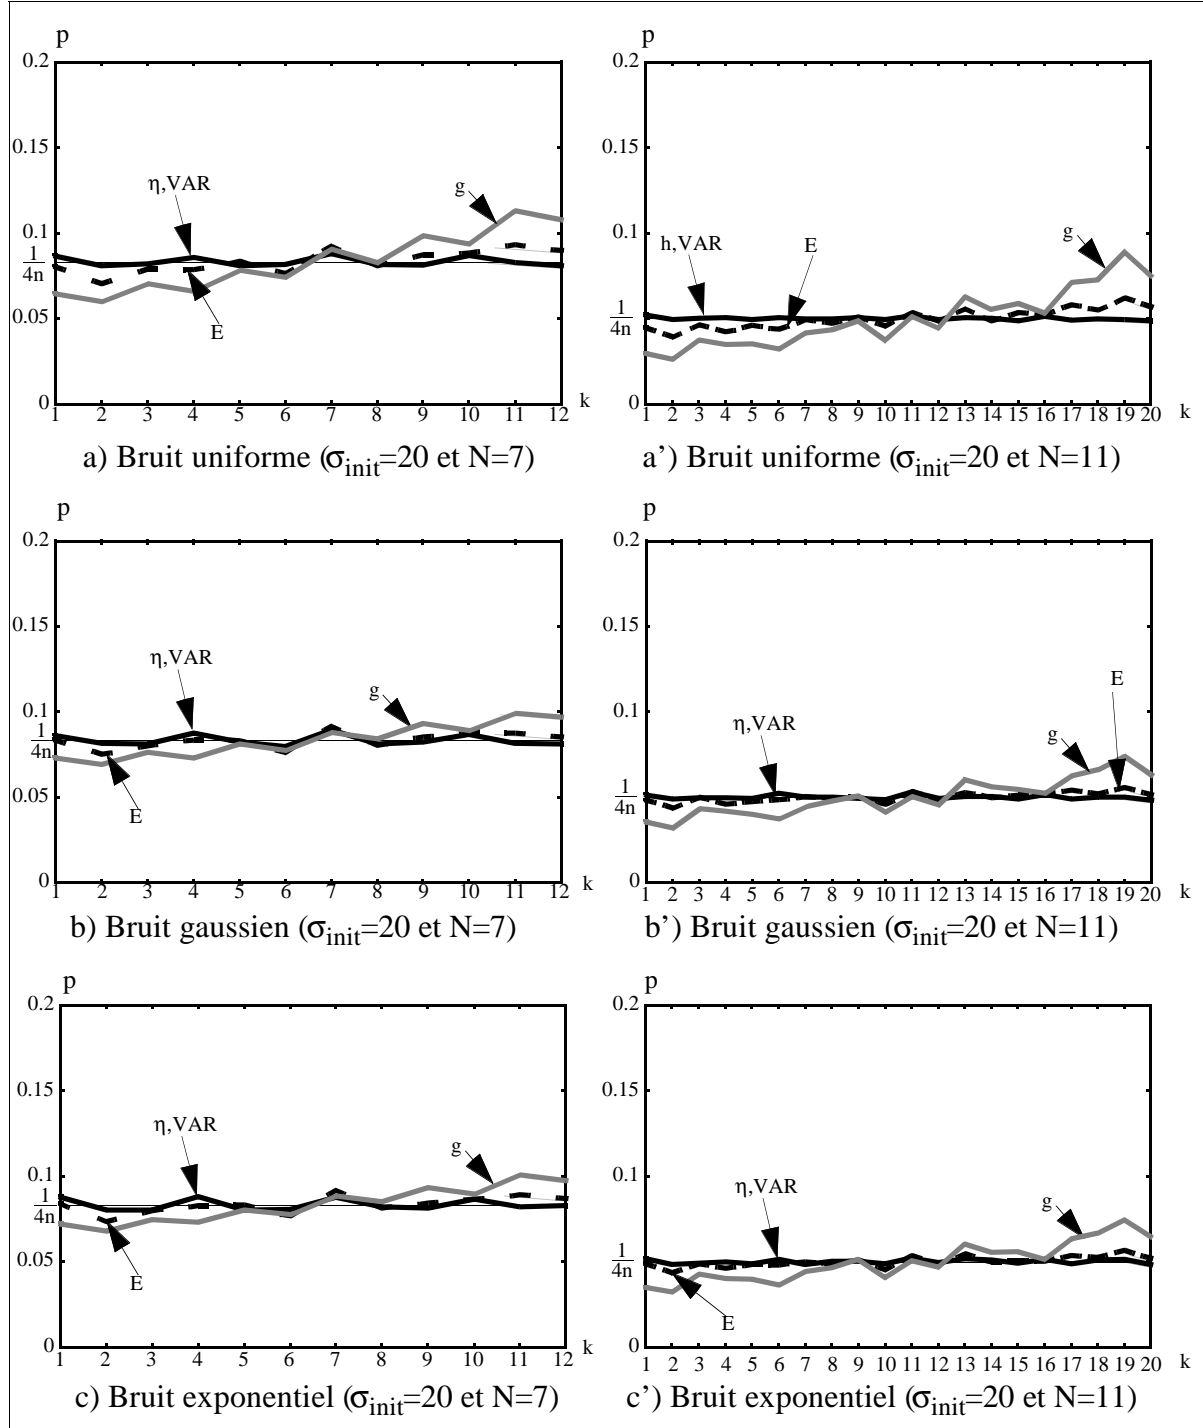 p
0.2
0.15
0.1
1
4n
0.05
0
η,VAR
g
E
1 2 3 4 5 6 7 8 9 10 11 12 k
a) Bruit uniforme (σinit=20 et N=7)
p
0.2
0.15
0.1
1
4n
0.05
0
h,VAR
E
g
1 2 3 4 5 6 7 8 9 10 11 12 13 14 15 16 17 18 19 20 k
a’) Bruit uniforme (σinit=20 et N=11)
p
0.2
0.15
0.1
1
4n
0.05
0
η,VAR
g
E
1 2 3 4 5 6 7 8 9 10 11 12 k
b) Bruit gaussien (σinit=20 et N=7)
p
0.2
0.15
0.1
1
4n
0.05
0
η,VAR
g
E
1 2 3 4 5 6 7 8 9 10 11 12 13 14 15 16 17 18 19 20 k
b’) Bruit gaussien (σinit=20 et N=11)
p
0.2
0.15
0.1
1
4n
0.05
0
η,VAR
g
E
1 2 3 4 5 6 7 8 9 10 11 12 k
c) Bruit exponentiel (σinit=20 et N=7)
p
0.2
0.15
0.1
1
4n
0.05
0
η,VAR
g
E
1 2 3 4 5 6 7 8 9 10 11 12 13 14 15 16 17 18 19 20 k
c’) Bruit exponentiel (σinit=20 et N=11)